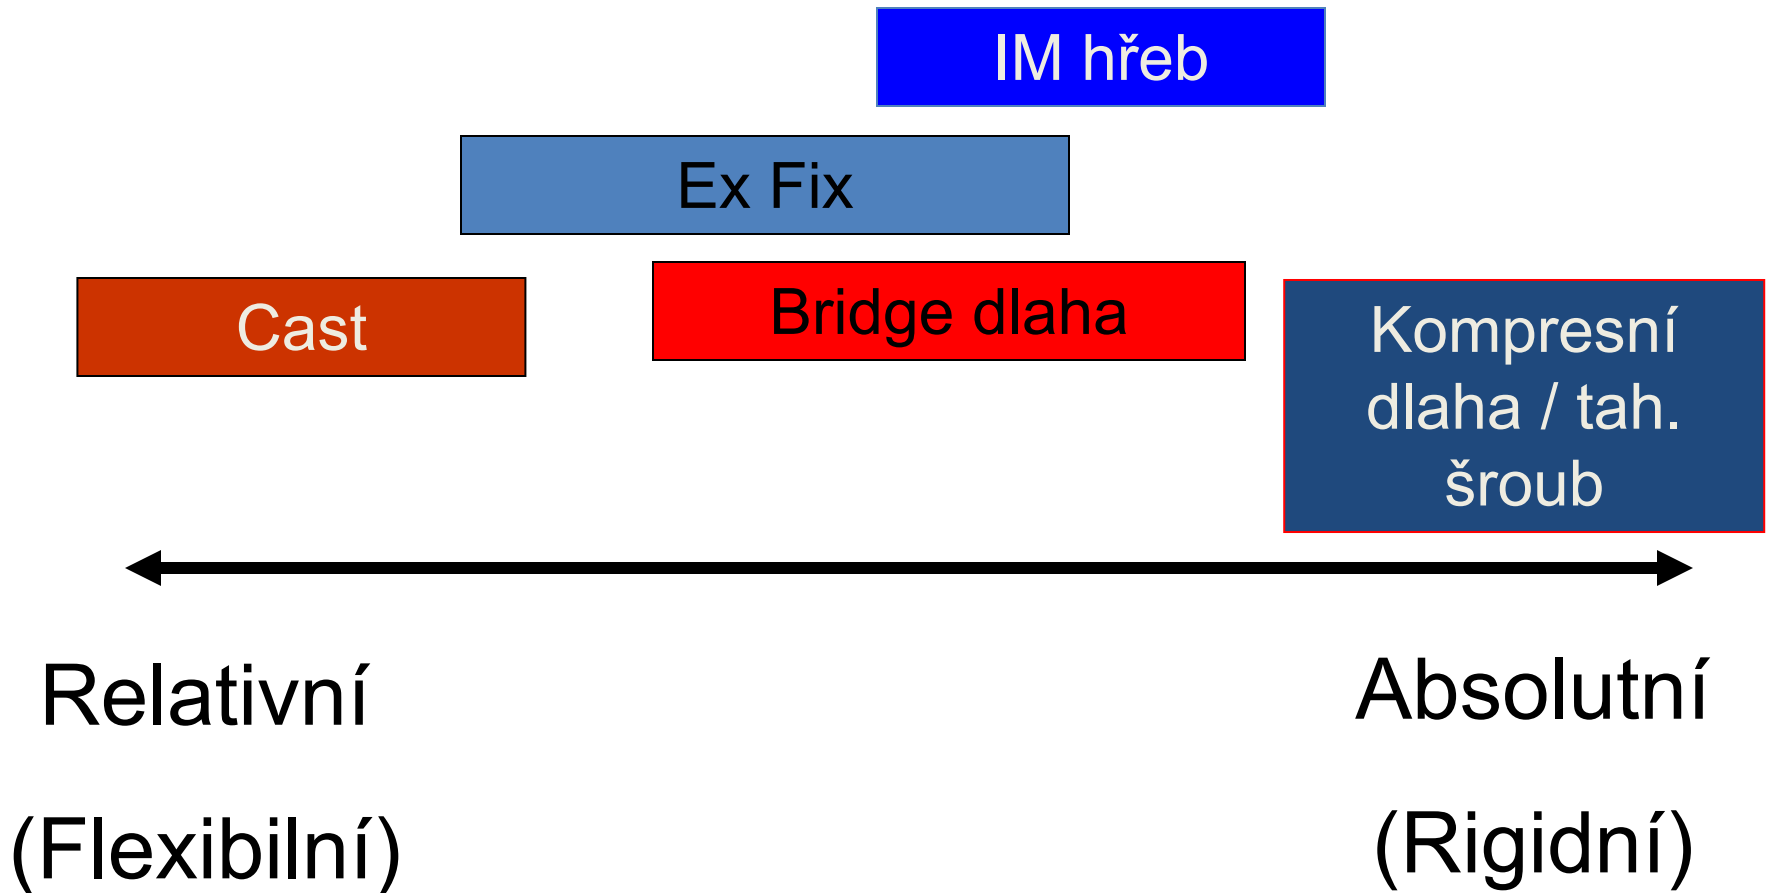 IM hřeb
Ex Fix
Bridge dlaha
Cast
Kompresní
dlaha / tah.
šroub
Relativní
(Flexibilní)
Absolutní
(Rigidní)